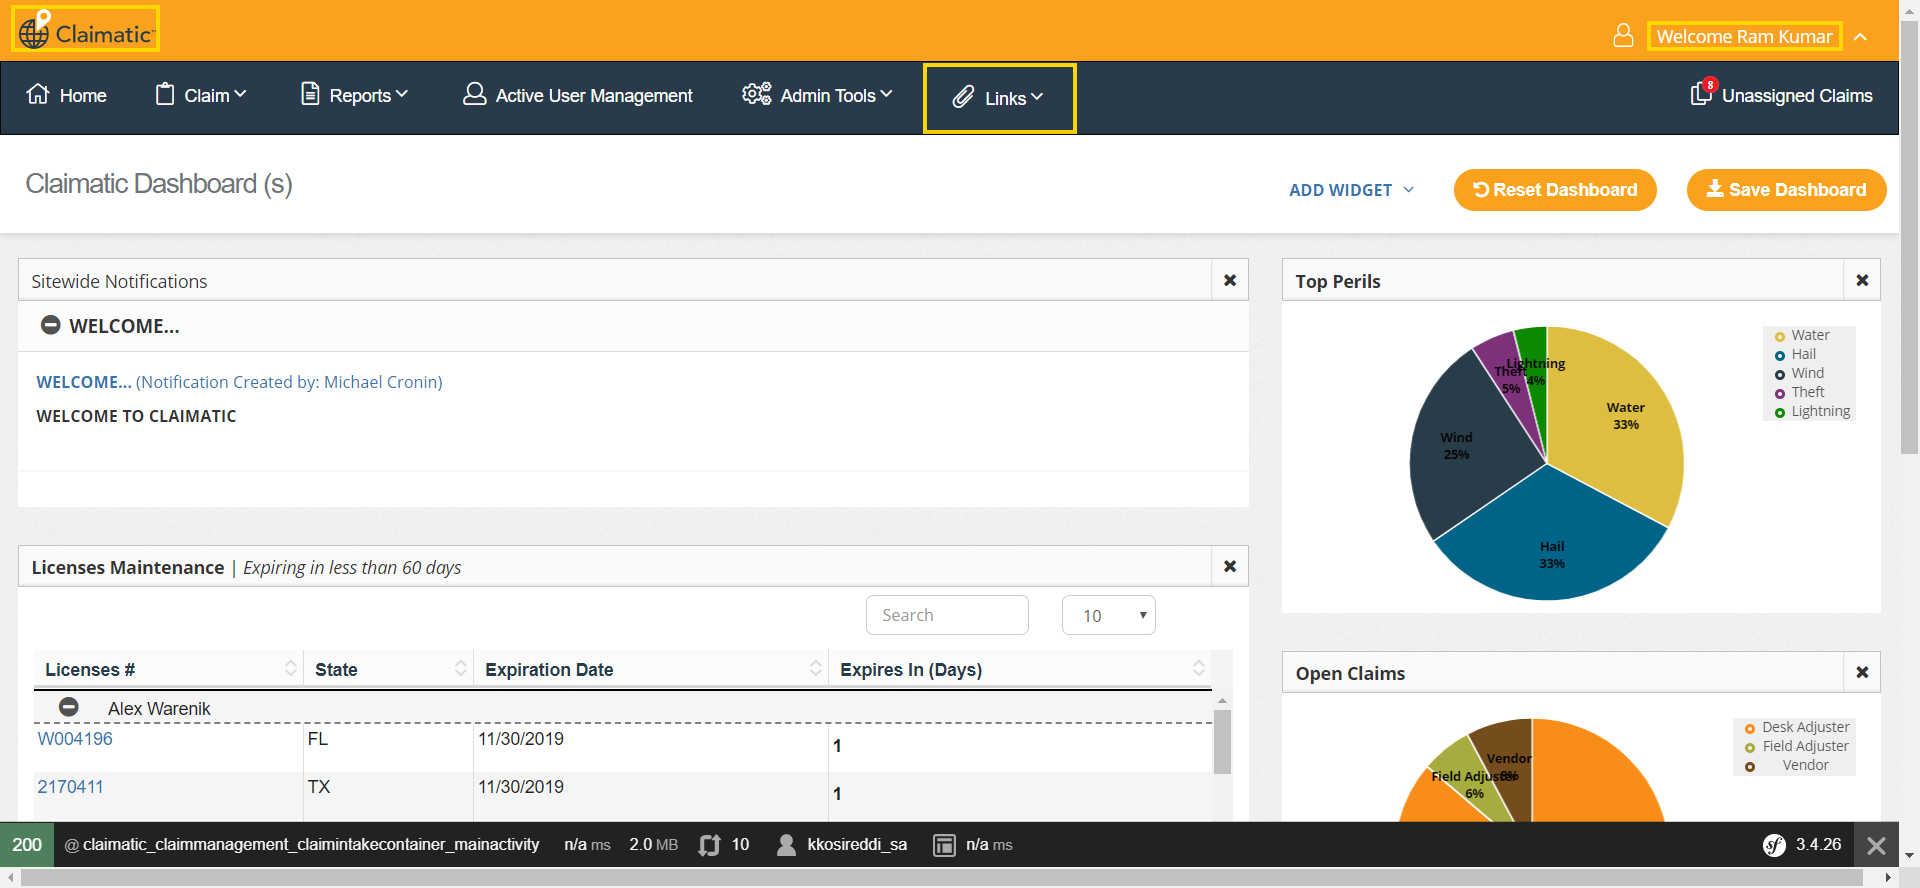 Claimatic
Welcome Ram Kumar
Home
Claim
Reports
Active User Management
Admin Tools
Links
8
Unassigned Claims
Claimatic Dashboard (s)
ADD WIDGET
Reset Dashboard
Save Dashboard
Sitewide Notifications
WELCOME...
WELCOME... (Notification Created by: Michael Cronin)
WELCOME TO CLAIMATIC
Top Perils
Water
Hail
Wind
Theft
Lightning
Lightning
4%
Theft
5%
Water
33%
Wind
25%
Hail
33%
Licenses Maintenance | Expiring in less than 60 days
Search
10
Licenses # State Expiration Date Expires In (Days)
Alex Warenik
W004196 FL 11/30/2019 1
2170411 TX 11/30/2019 1
Open Claims
Desk Adjuster
Field Adjuster
Vendor
Vendor
Field Adjuster
6%
200 @ claimatic_claimmanagement_claimintakecontainer_mainactivity n/a ms 2.0 MB 10 kkosireddi_sa n/a ms sf 3.4.26